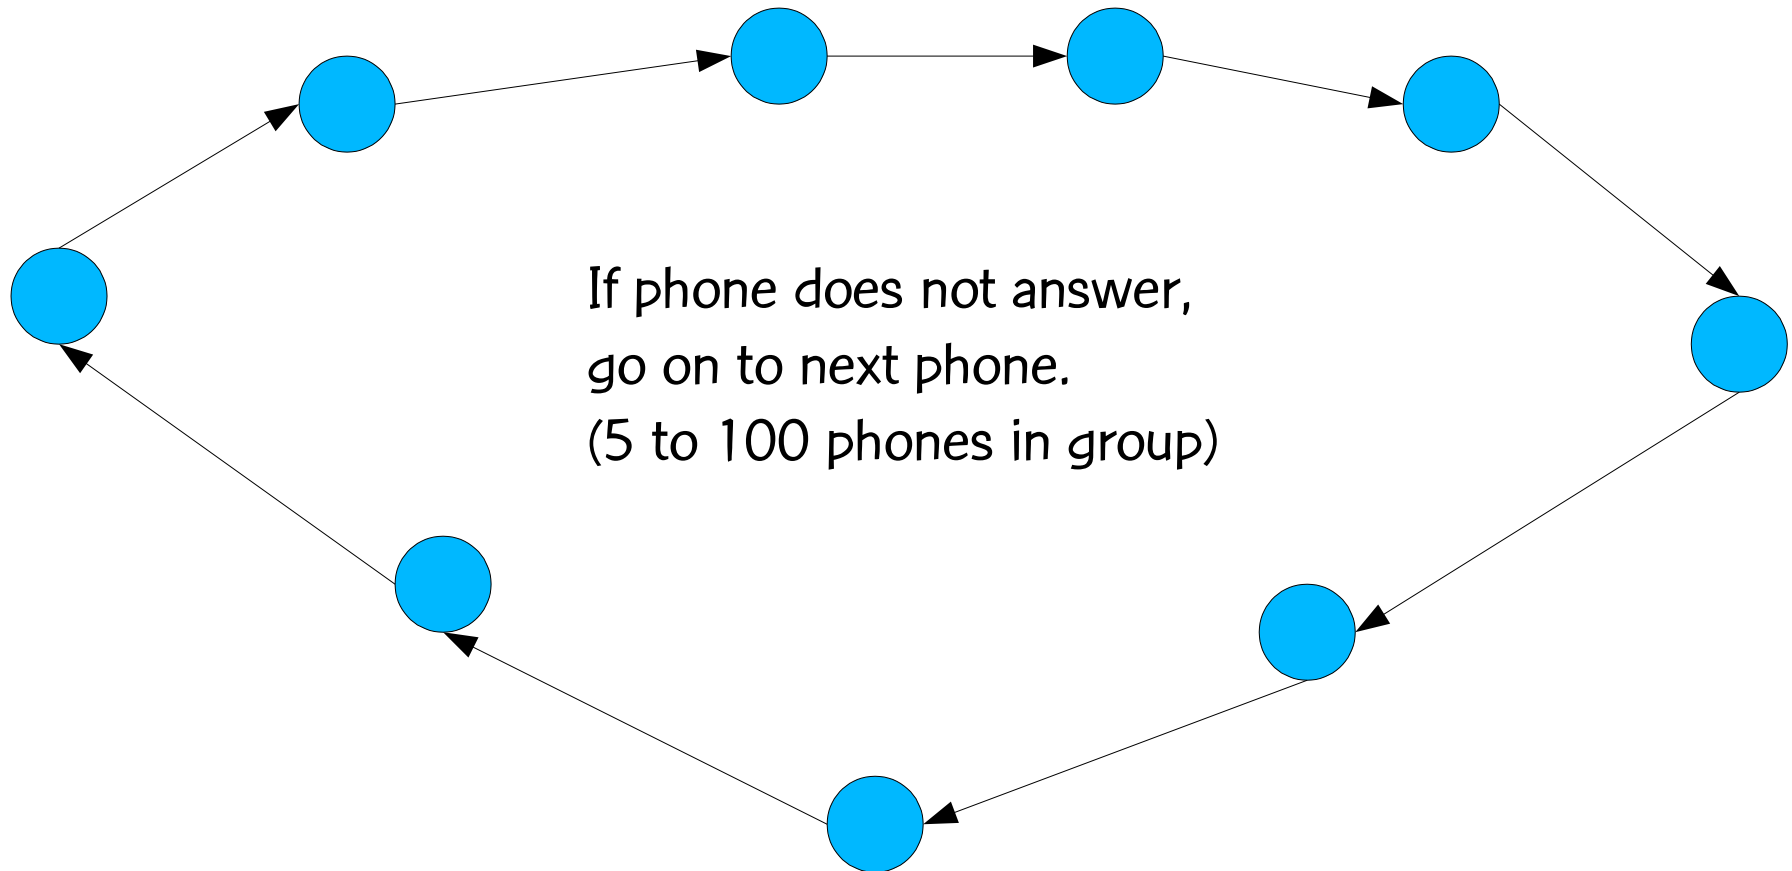 If phone does not answer,
go on to next phone.
(5 to 100 phones in group)